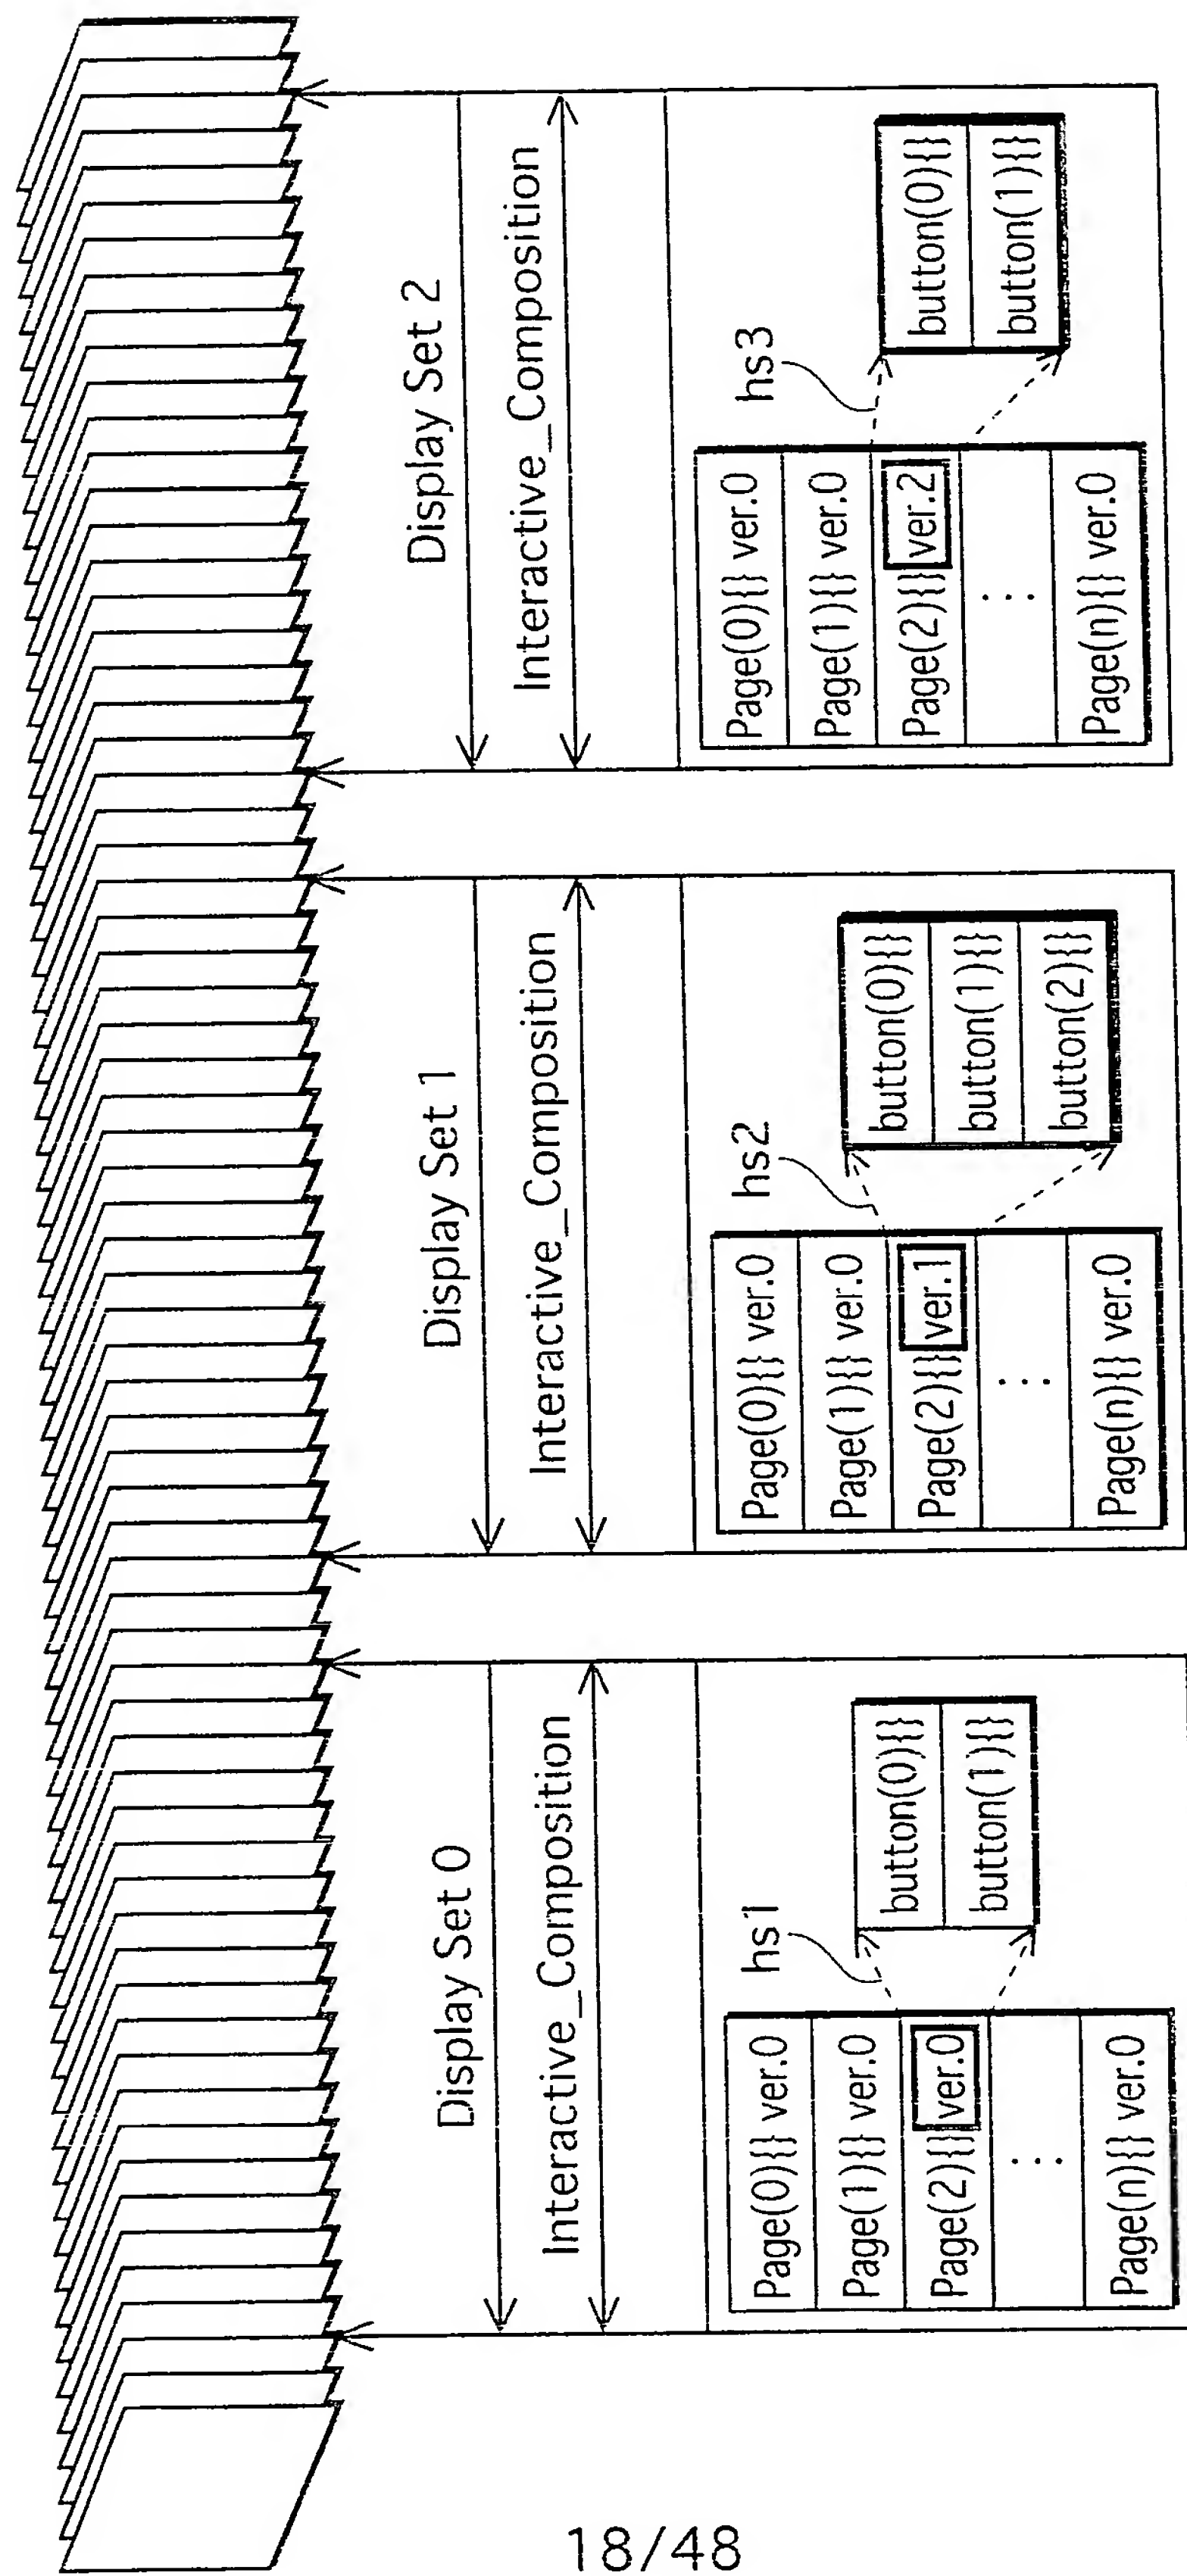 Display Set 0
Interactive_Composition
hs1
Page(0){} ver.0
Page(1){} ver.0
Page(2){} ver.0
⋮
Page(n){} ver.0
button(0){}
button(1){}
Display Set 1
Interactive_Composition
hs2
Page(0){} ver.0
Page(1){} ver.0
Page(2){} ver.1
⋮
Page(n){} ver.0
button(0){}
button(1){}
button(2){}
Display Set 2
Interactive_Composition
hs3
Page(0){} ver.0
Page(1){} ver.0
Page(2){} ver.2
⋮
Page(n){} ver.0
button(0){}
button(1){}
18/48